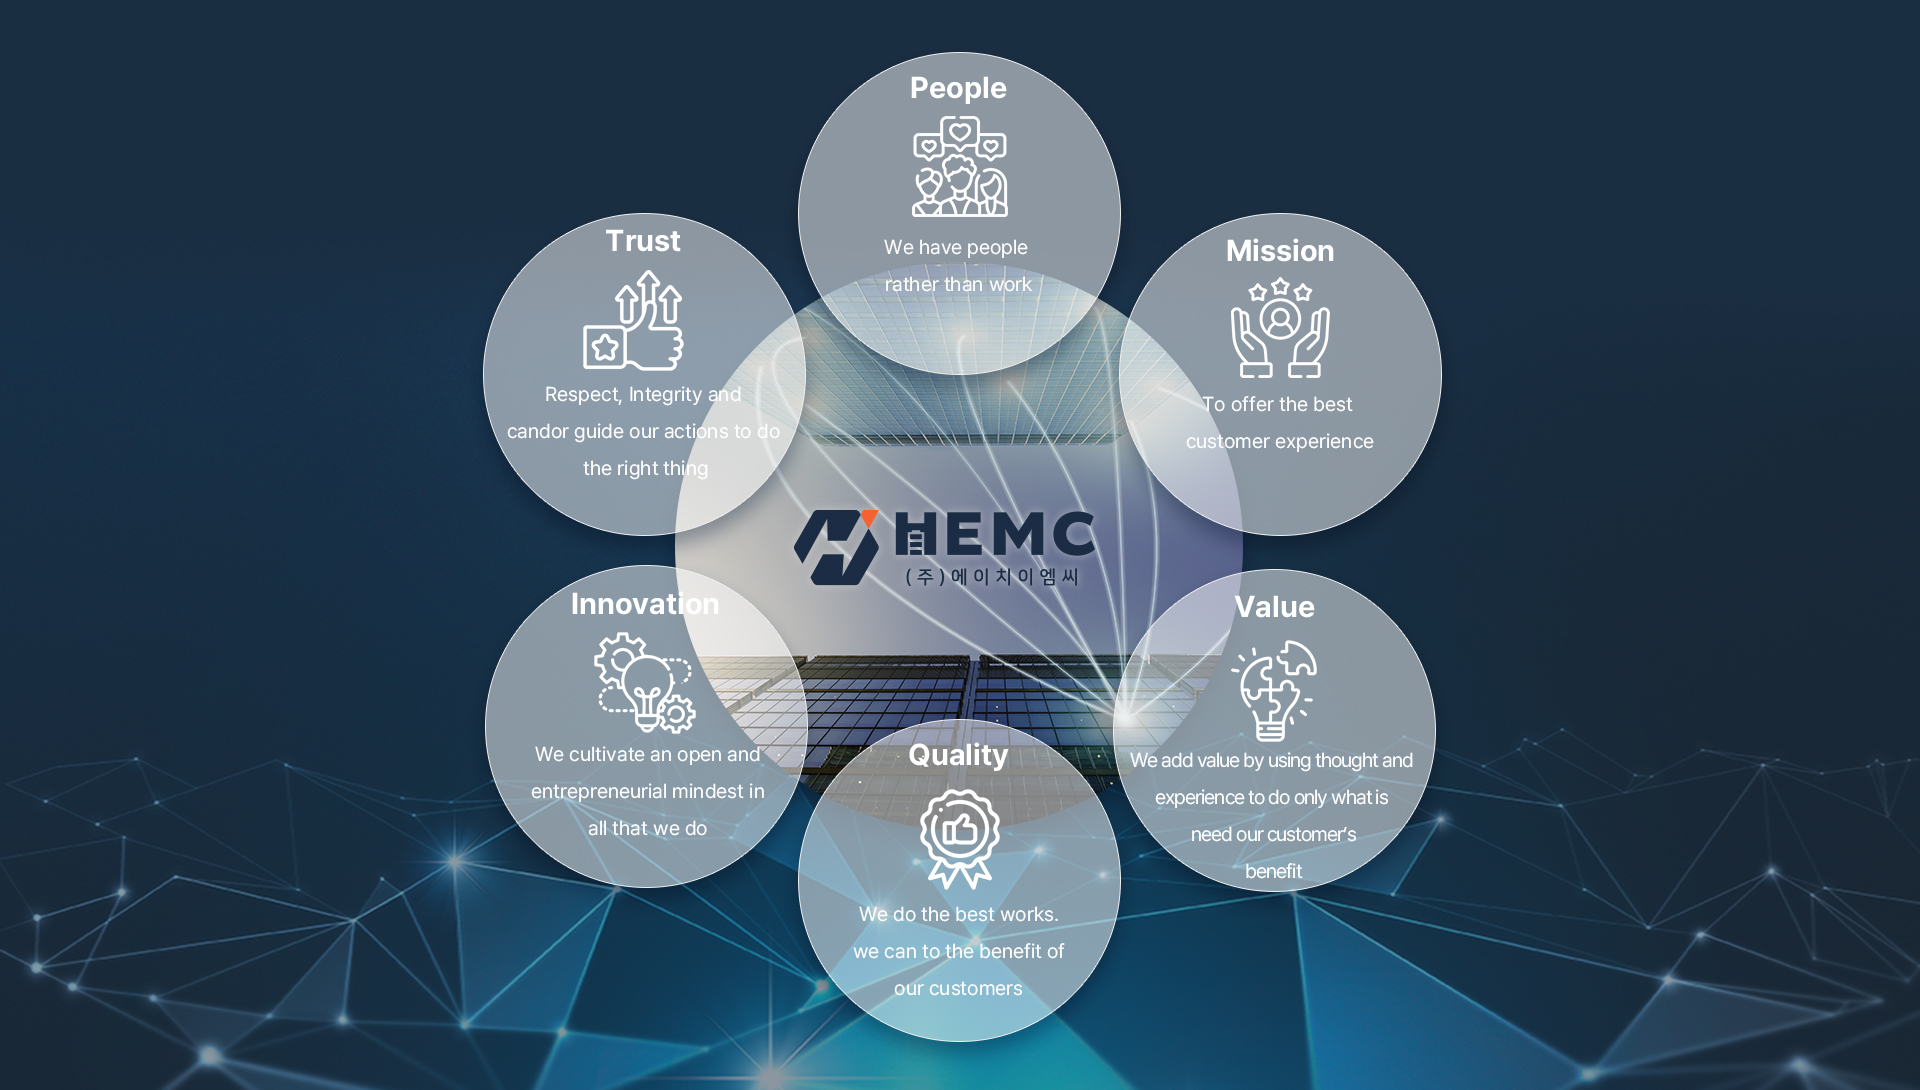 People
We have people
rather than work
Trust
Respect, Integrity and
candor guide our actions to do
the right thing
Mission
To offer the best
customer experience
HEMC
(주)에이치이엠씨
Innovation
We cultivate an open and
entrepreneurial mindest in
all that we do
Value
We add value by using thought and
experience to do only what is
need our customer's
benefit
Quality
We do the best works.
we can to the benefit of
our customers